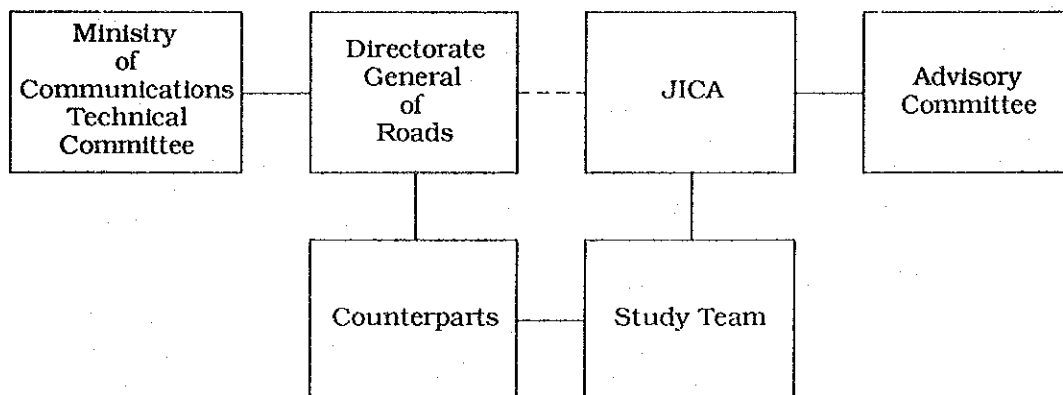 Ministry
of
Communications
Technical
Committee
Directorate
General
of
Roads
JICA
Advisory
Committee
Counterparts
Study Team